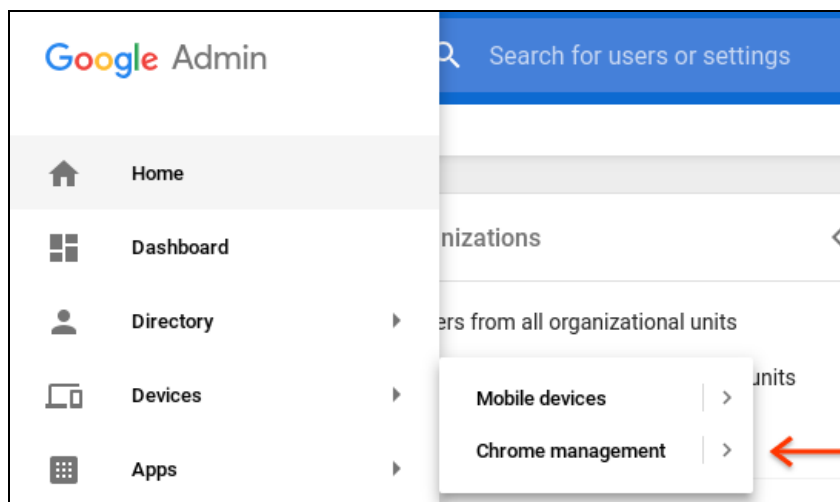 Google Admin
Search for users or settings
Home
Dashboard
nizations
Directory
ers from all organizational units
Devices
Mobile devices
units
Chrome management
Apps